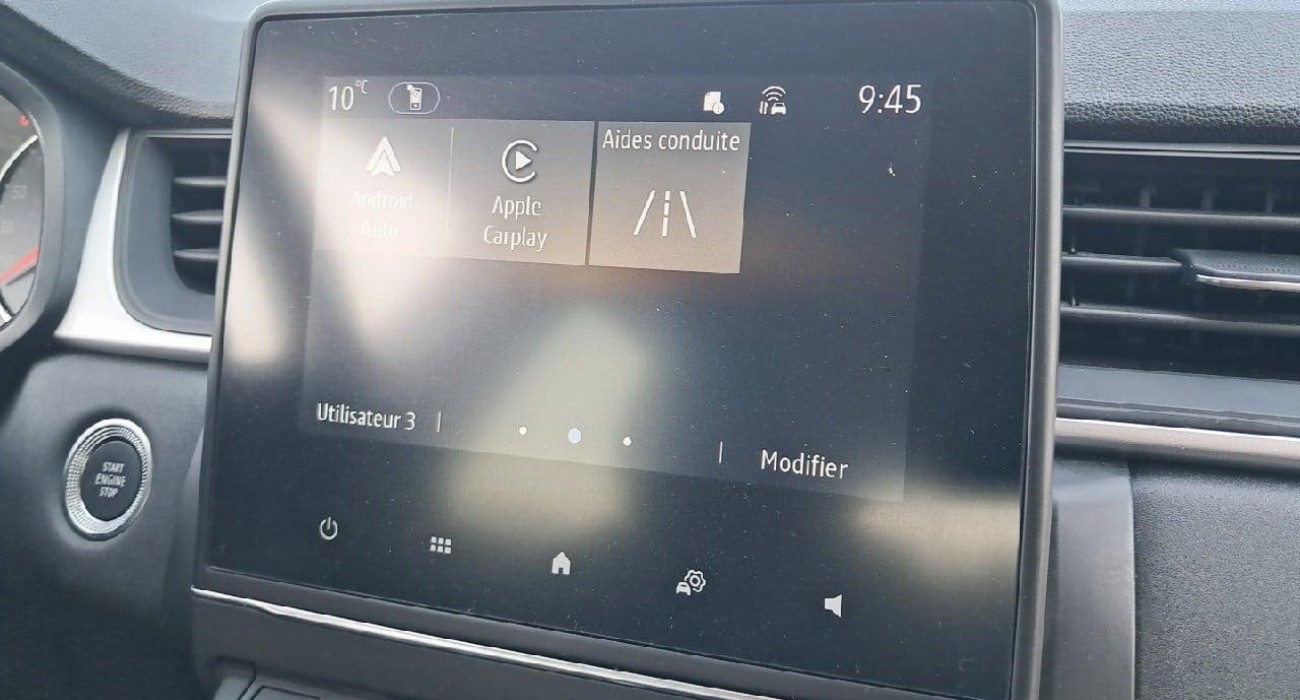 10°C
9:45
Android
Auto
Apple
Carplay
Aides conduite
Utilisateur 3
Modifier
START
ENGINE
STOP